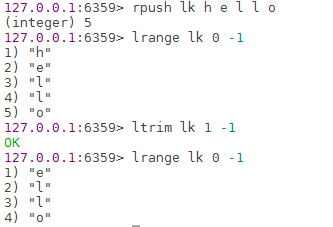 127.0.0.1:6359> rpush lk h e l l o
(integer) 5
127.0.0.1:6359> lrange lk 0 -1
1) "h"
2) "e"
3) "l"
4) "l"
5) "o"
127.0.0.1:6359> ltrim lk 1 -1
OK
127.0.0.1:6359> lrange lk 0 -1
1) "e"
2) "l"
3) "l"
4) "o"